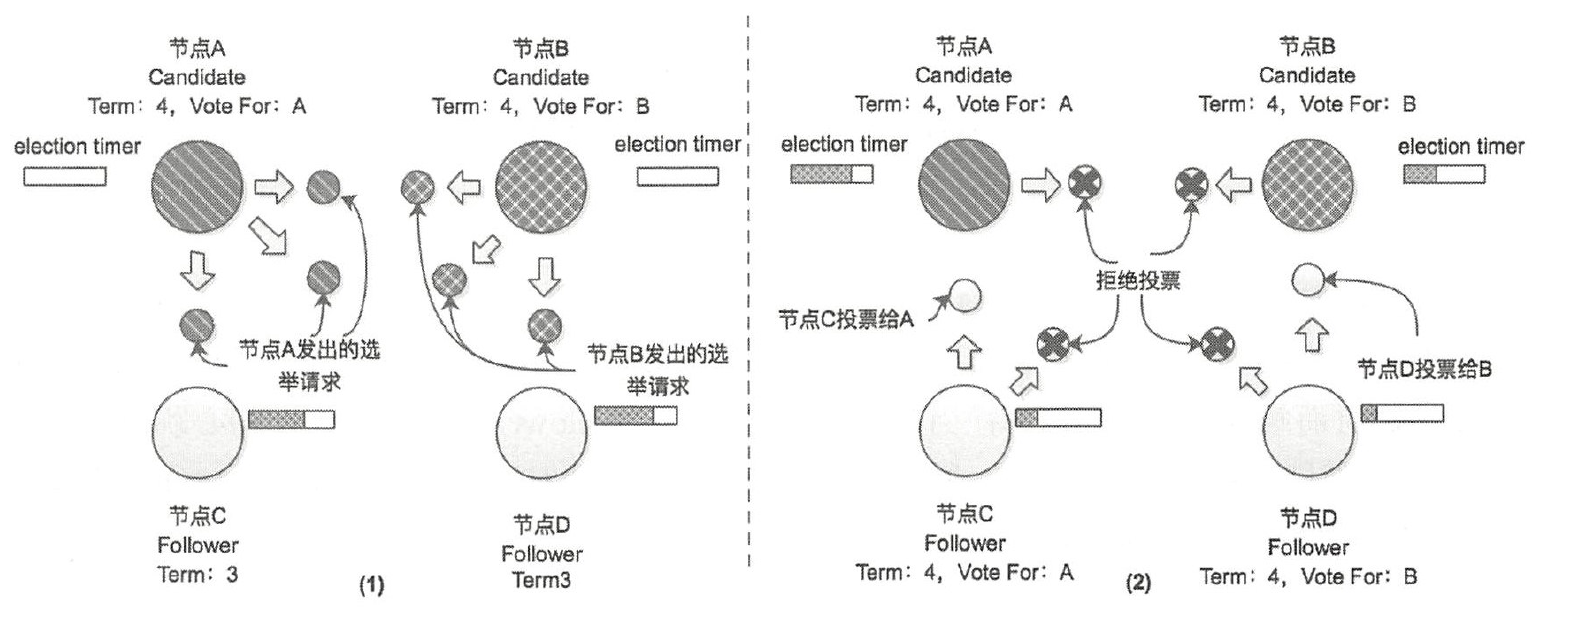 节点A
Candidate
Term：4，Vote For：A
election timer
节点B
Candidate
Term：4，Vote For：B
election timer
节点A发出的选
举请求
节点B发出的选
举请求
节点C
Follower
Term：3
节点D
Follower
Term3
(1)
节点A
Candidate
Term：4，Vote For：A
election timer
节点B
Candidate
Term：4，Vote For：B
election timer
拒绝投票
节点C投票给A
节点D投票给B
节点C
Follower
Term：4，Vote For：A
节点D
Follower
Term：4，Vote For：B
(2)